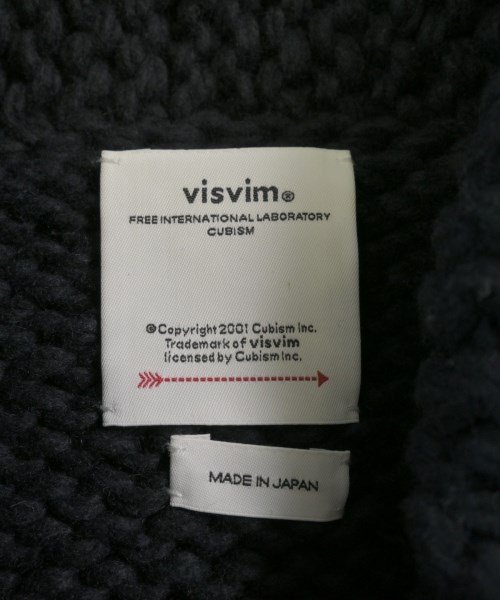 visvim®
FREE INTERNATIONAL LABORATORY
CUBISM
©Copyright 2001 Cubism Inc.
Trademark of visvim
licensed by Cubism Inc.
MADE IN JAPAN